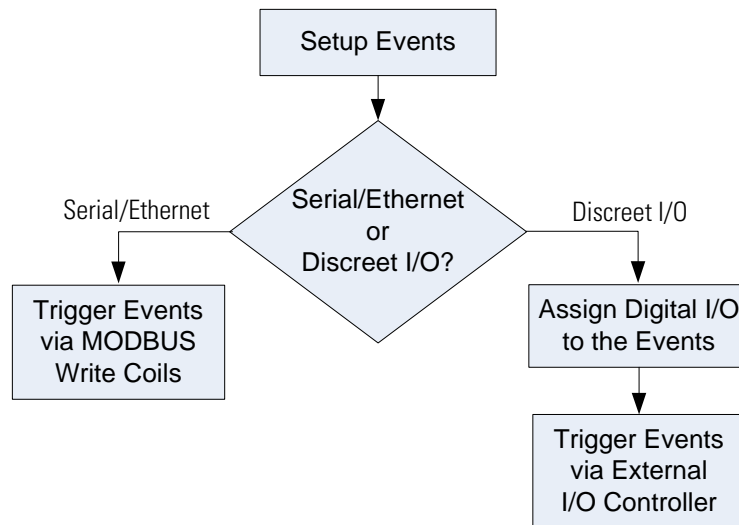 Setup Events
Serial/Ethernet
or
Discreet I/O?
Serial/Ethernet
Discreet I/O
Trigger Events
via MODBUS
Write Coils
Assign Digital I/O
to the Events
Trigger Events
via External
I/O Controller